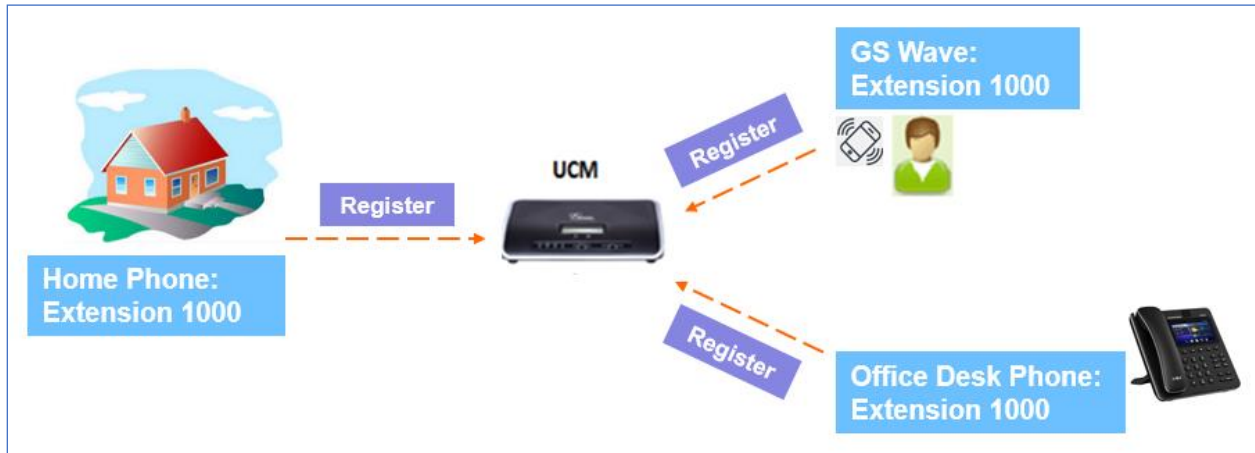 GS Wave:
Extension 1000
Register
UCM
Register
Home Phone:
Extension 1000
Register
Office Desk Phone:
Extension 1000